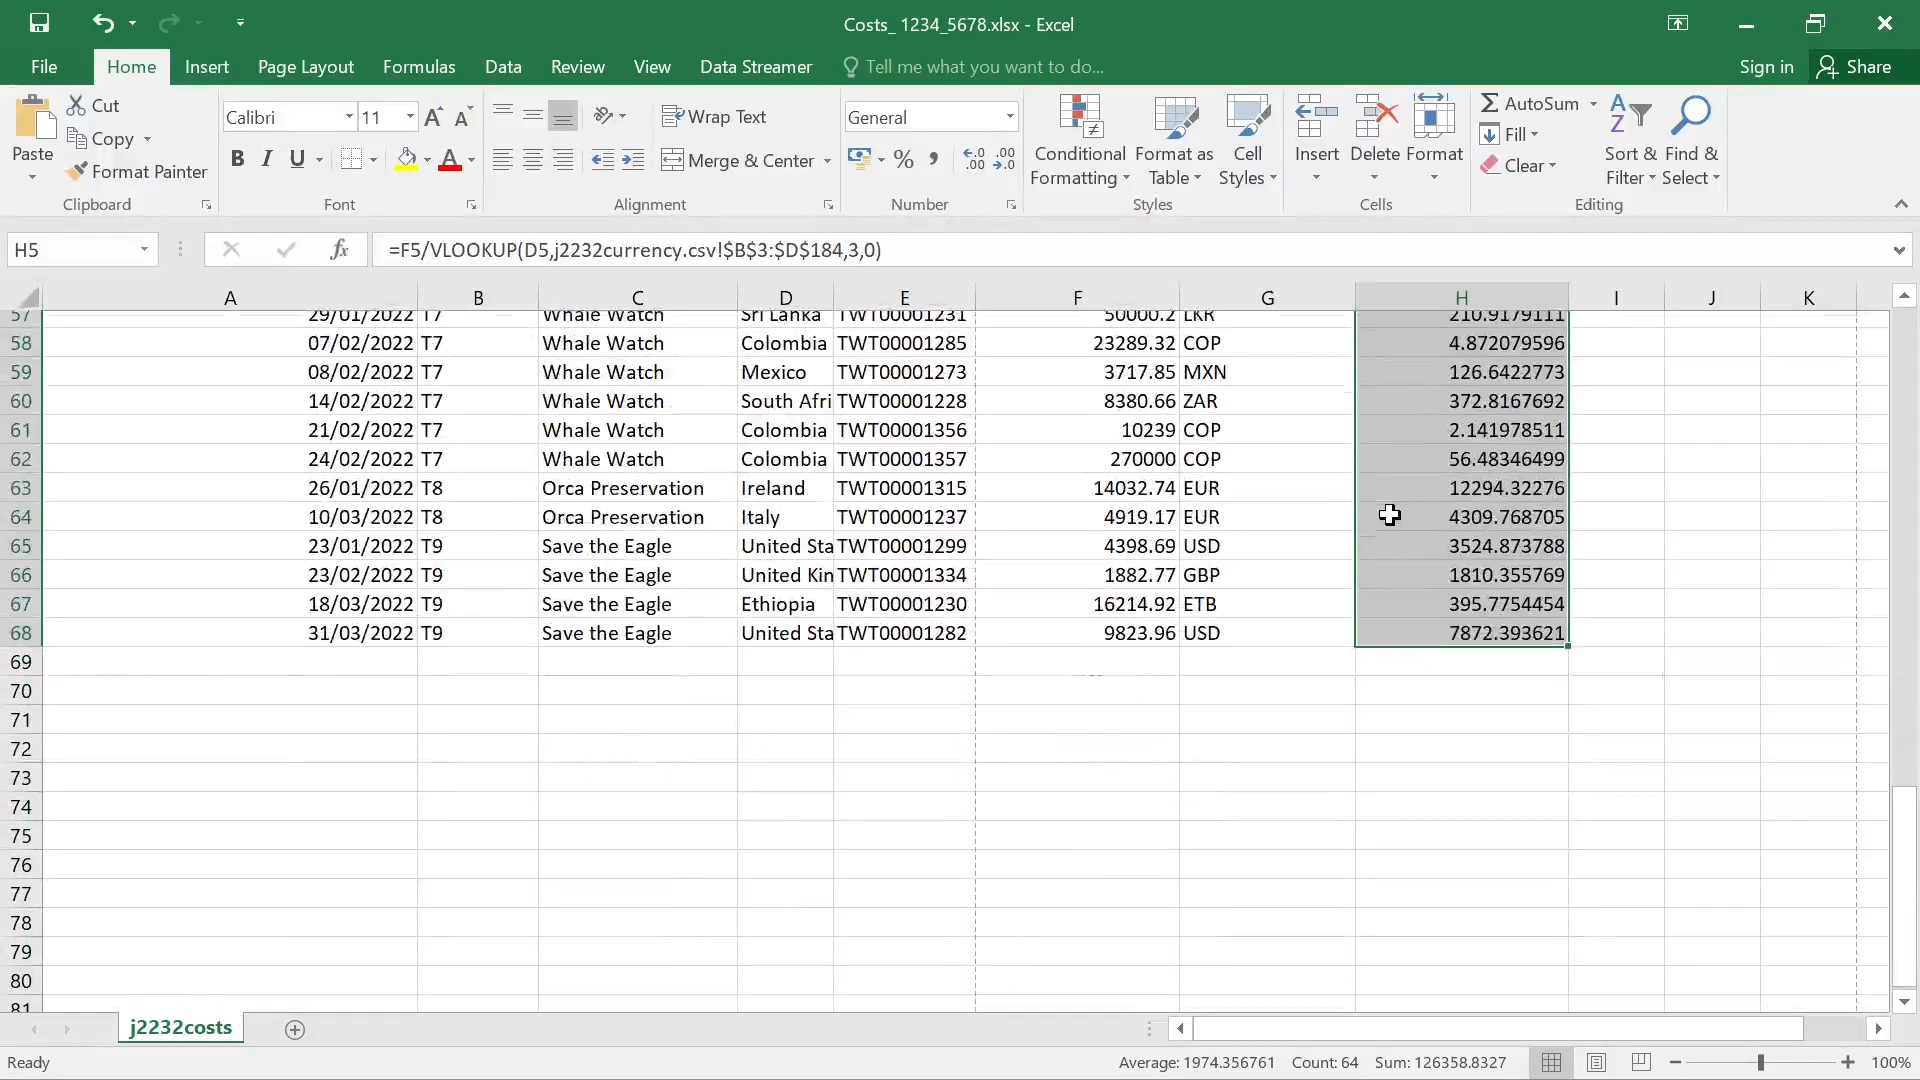 Costs_ 1234_5678.xlsx - Excel
File Home Insert Page Layout Formulas Data Review View Data Streamer Tell me what you want to do... Sign in Share
Paste Cut Copy Format Painter Clipboard
Calibri 11 B I U A Font
Wrap Text Merge & Center Alignment
General % Number
Conditional Formatting Format as Table Cell Styles Styles
Insert Delete Format Cells
AutoSum Fill Clear Sort & Filter Find & Select Editing
H5 fx =F5/VLOOKUP(D5,j2232currency.csv!$B$3:$D$184,3,0)
A B C D E F G H I J K
57 29/01/2022 T7 Whale Watch Sri Lanka TWT00001231 50000.2 LKR 210.9179111
58 07/02/2022 T7 Whale Watch Colombia TWT00001285 23289.32 COP 4.872079596
59 08/02/2022 T7 Whale Watch Mexico TWT00001273 3717.85 MXN 126.6422773
60 14/02/2022 T7 Whale Watch South Afri TWT00001228 8380.66 ZAR 372.8167692
61 21/02/2022 T7 Whale Watch Colombia TWT00001356 10239 COP 2.141978511
62 24/02/2022 T7 Whale Watch Colombia TWT00001357 270000 COP 56.48346499
63 26/01/2022 T8 Orca Preservation Ireland TWT00001315 14032.74 EUR 12294.32276
64 10/03/2022 T8 Orca Preservation Italy TWT00001237 4919.17 EUR 4309.768705
65 23/01/2022 T9 Save the Eagle United Sta TWT00001299 4398.69 USD 3524.873788
66 23/02/2022 T9 Save the Eagle United Kin TWT00001334 1882.77 GBP 1810.355769
67 18/03/2022 T9 Save the Eagle Ethiopia TWT00001230 16214.92 ETB 395.7754454
68 31/03/2022 T9 Save the Eagle United Sta TWT00001282 9823.96 USD 7872.393621
69
70
71
72
73
74
75
76
77
78
79
80
81
j2232costs
Ready Average: 1974.356761 Count: 64 Sum: 126358.8327 100%